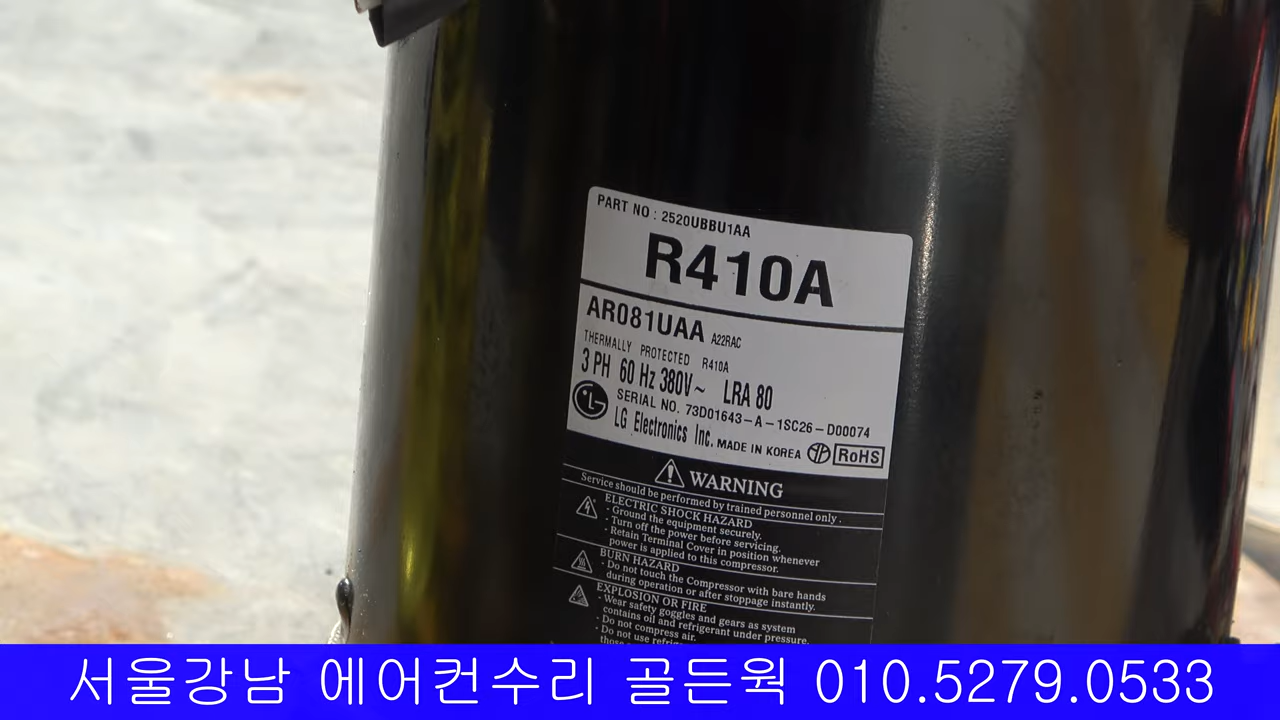 PART NO : 2520UBBU1AA
R410A
AR081UAA A22RAC
THERMALLY PROTECTED R410A
3 PH 60 Hz 380V~ LRA 80
SERIAL NO. 73D01643-A-1SC26-D00074
LG Electronics Inc. MADE IN KOREA RoHS
WARNING
Service should be performed by trained personnel only.
ELECTRIC SHOCK HAZARD
- Ground the equipment securely.
- Turn off the power before servicing.
- Retain Terminal Cover in position whenever
power is applied to this compressor.
BURN HAZARD
- Do not touch the Compressor with bare hands
during operation or after stoppage instantly.
EXPLOSION OR FIRE
- Wear safety goggles and gears as system
contains oil and refrigerant under pressure.
- Do not compress air.
- Do not use
서울강남 에어컨수리 골든웍 010.5279.0533